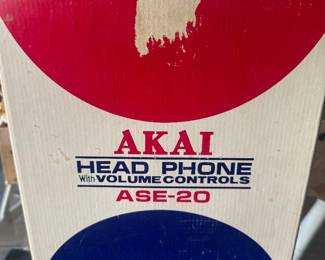 AKAI
HEAD PHONE
With VOLUME CONTROLS
ASE-20